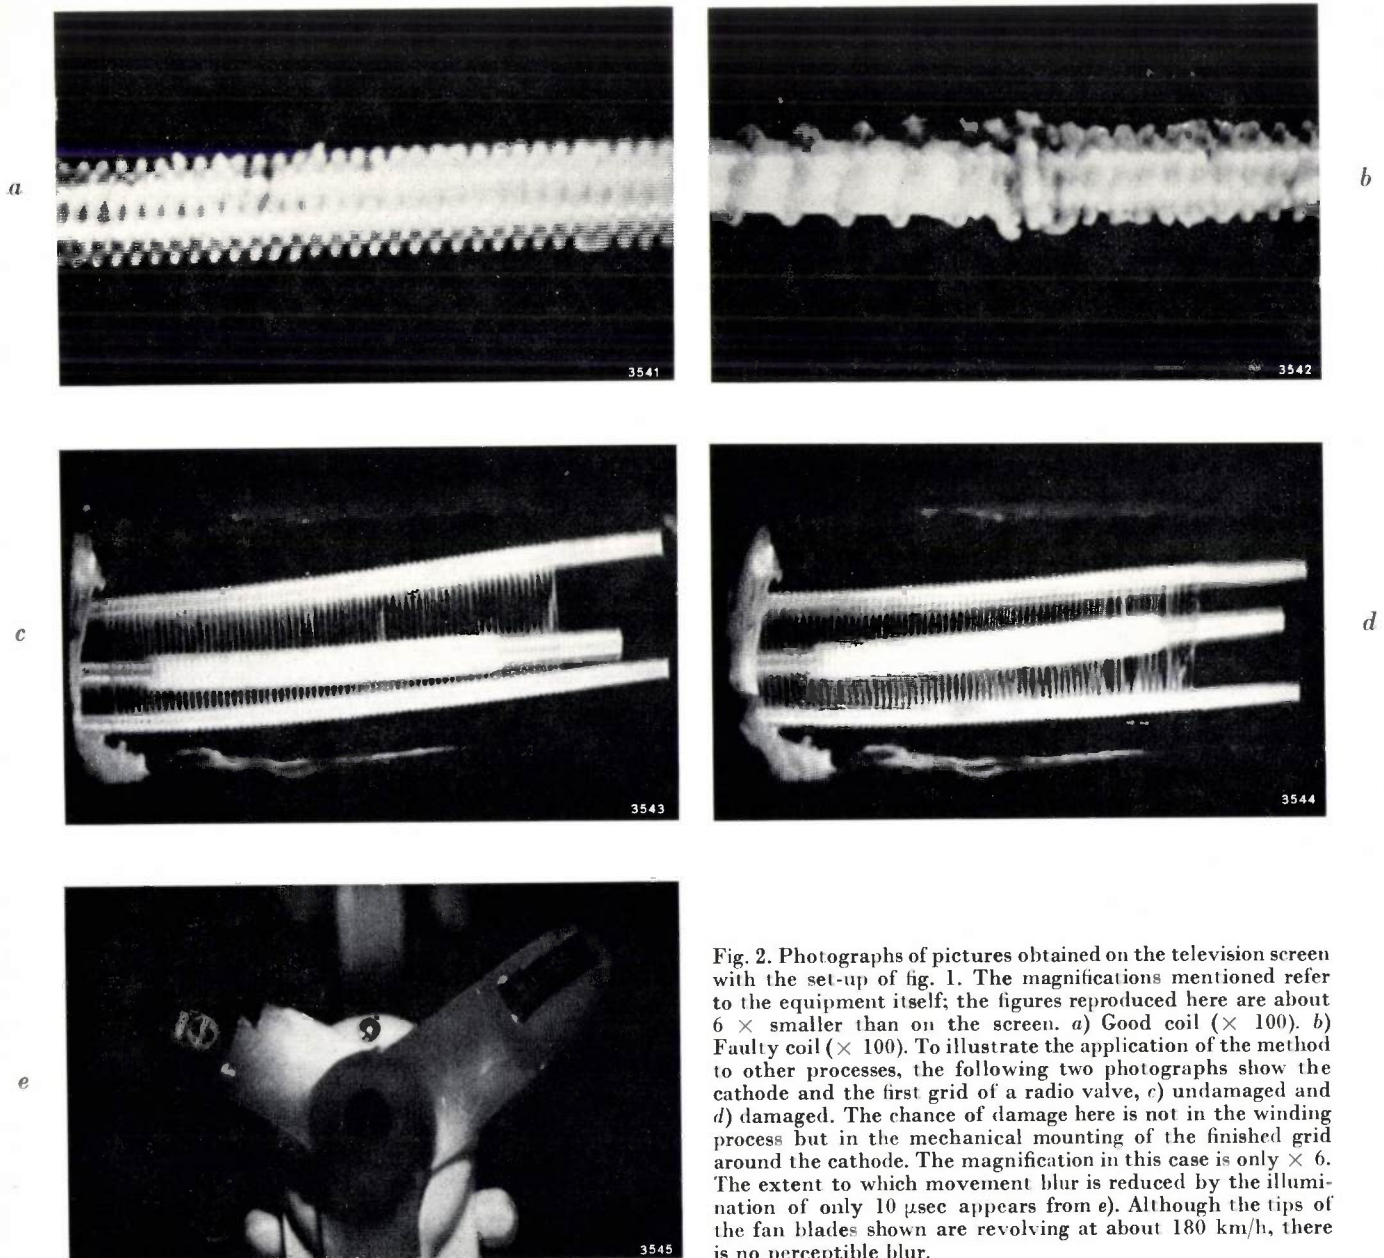 a
b
3541
3542
c
d
3543
3544
e
3545
Fig. 2. Photographs of pictures obtained on the television screen
with the set-up of fig. 1. The magnifications mentioned refer
to the equipment itself; the figures reproduced here are about
6 × smaller than on the screen. a) Good coil (× 100). b)
Faulty coil (× 100). To illustrate the application of the method
to other processes, the following two photographs show the
cathode and the first grid of a radio valve, c) undamaged and
d) damaged. The chance of damage here is not in the winding
process but in the mechanical mounting of the finished grid
around the cathode. The magnification in this case is only × 6.
The extent to which movement blur is reduced by the illumi-
nation of only 10 μsec appears from e). Although the tips of
the fan blades shown are revolving at about 180 km/h, there
is no perceptible blur.